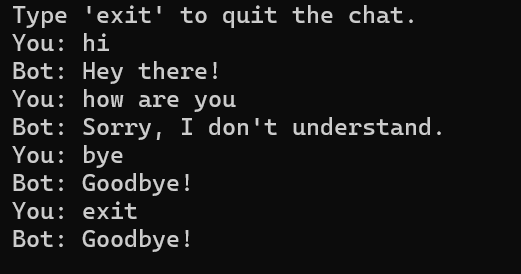 Type 'exit' to quit the chat.
You: hi
Bot: Hey there!
You: how are you
Bot: Sorry, I don't understand.
You: bye
Bot: Goodbye!
You: exit
Bot: Goodbye!